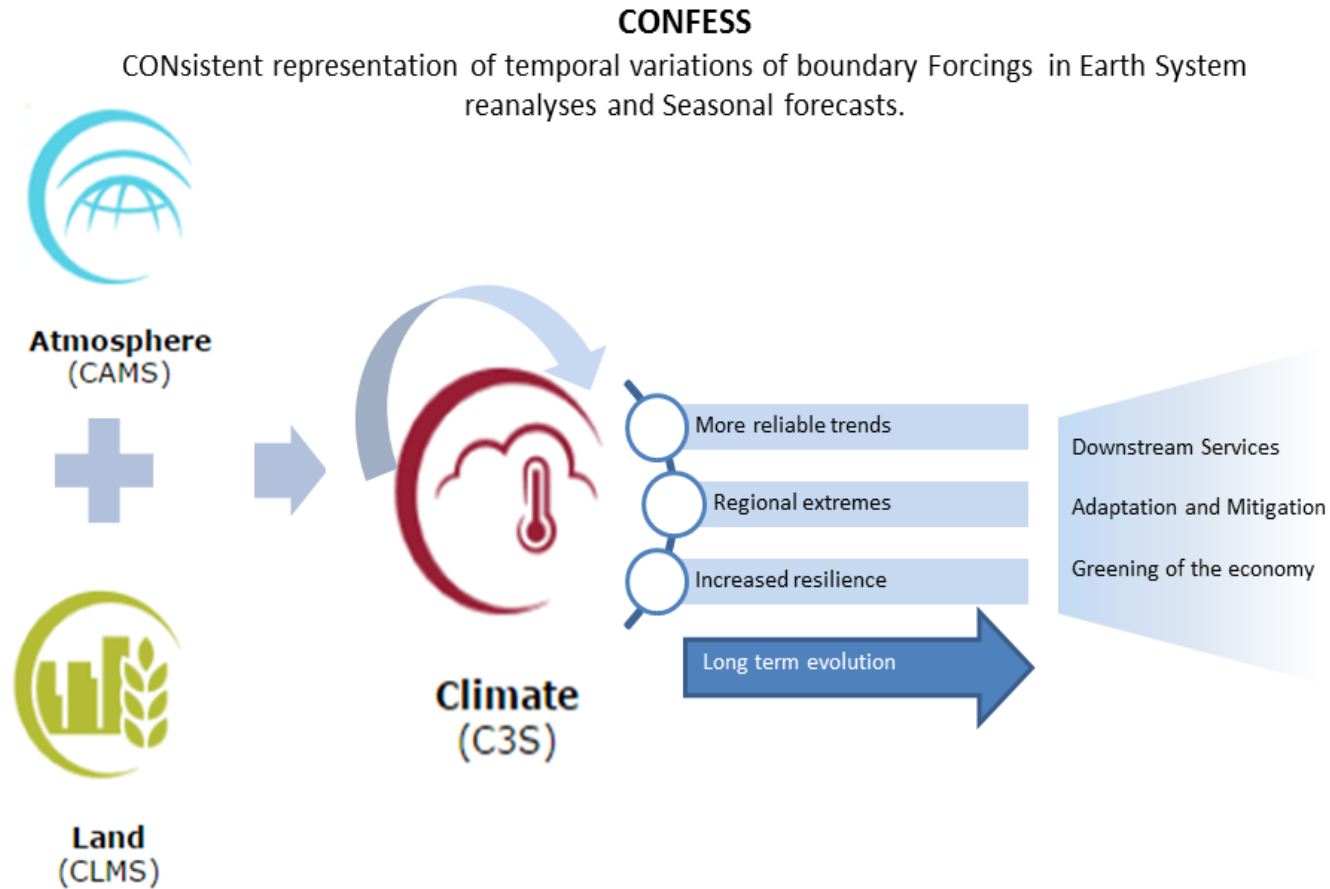 CONFESS
CONsistent representation of temporal variations of boundary Forcings in Earth System
reanalyses and Seasonal forecasts.
Atmosphere
(CAMS)
Land
(CLMS)
Climate
(C3S)
More reliable trends
Regional extremes
Increased resilience
Long term evolution
Downstream Services
Adaptation and Mitigation
Greening of the economy